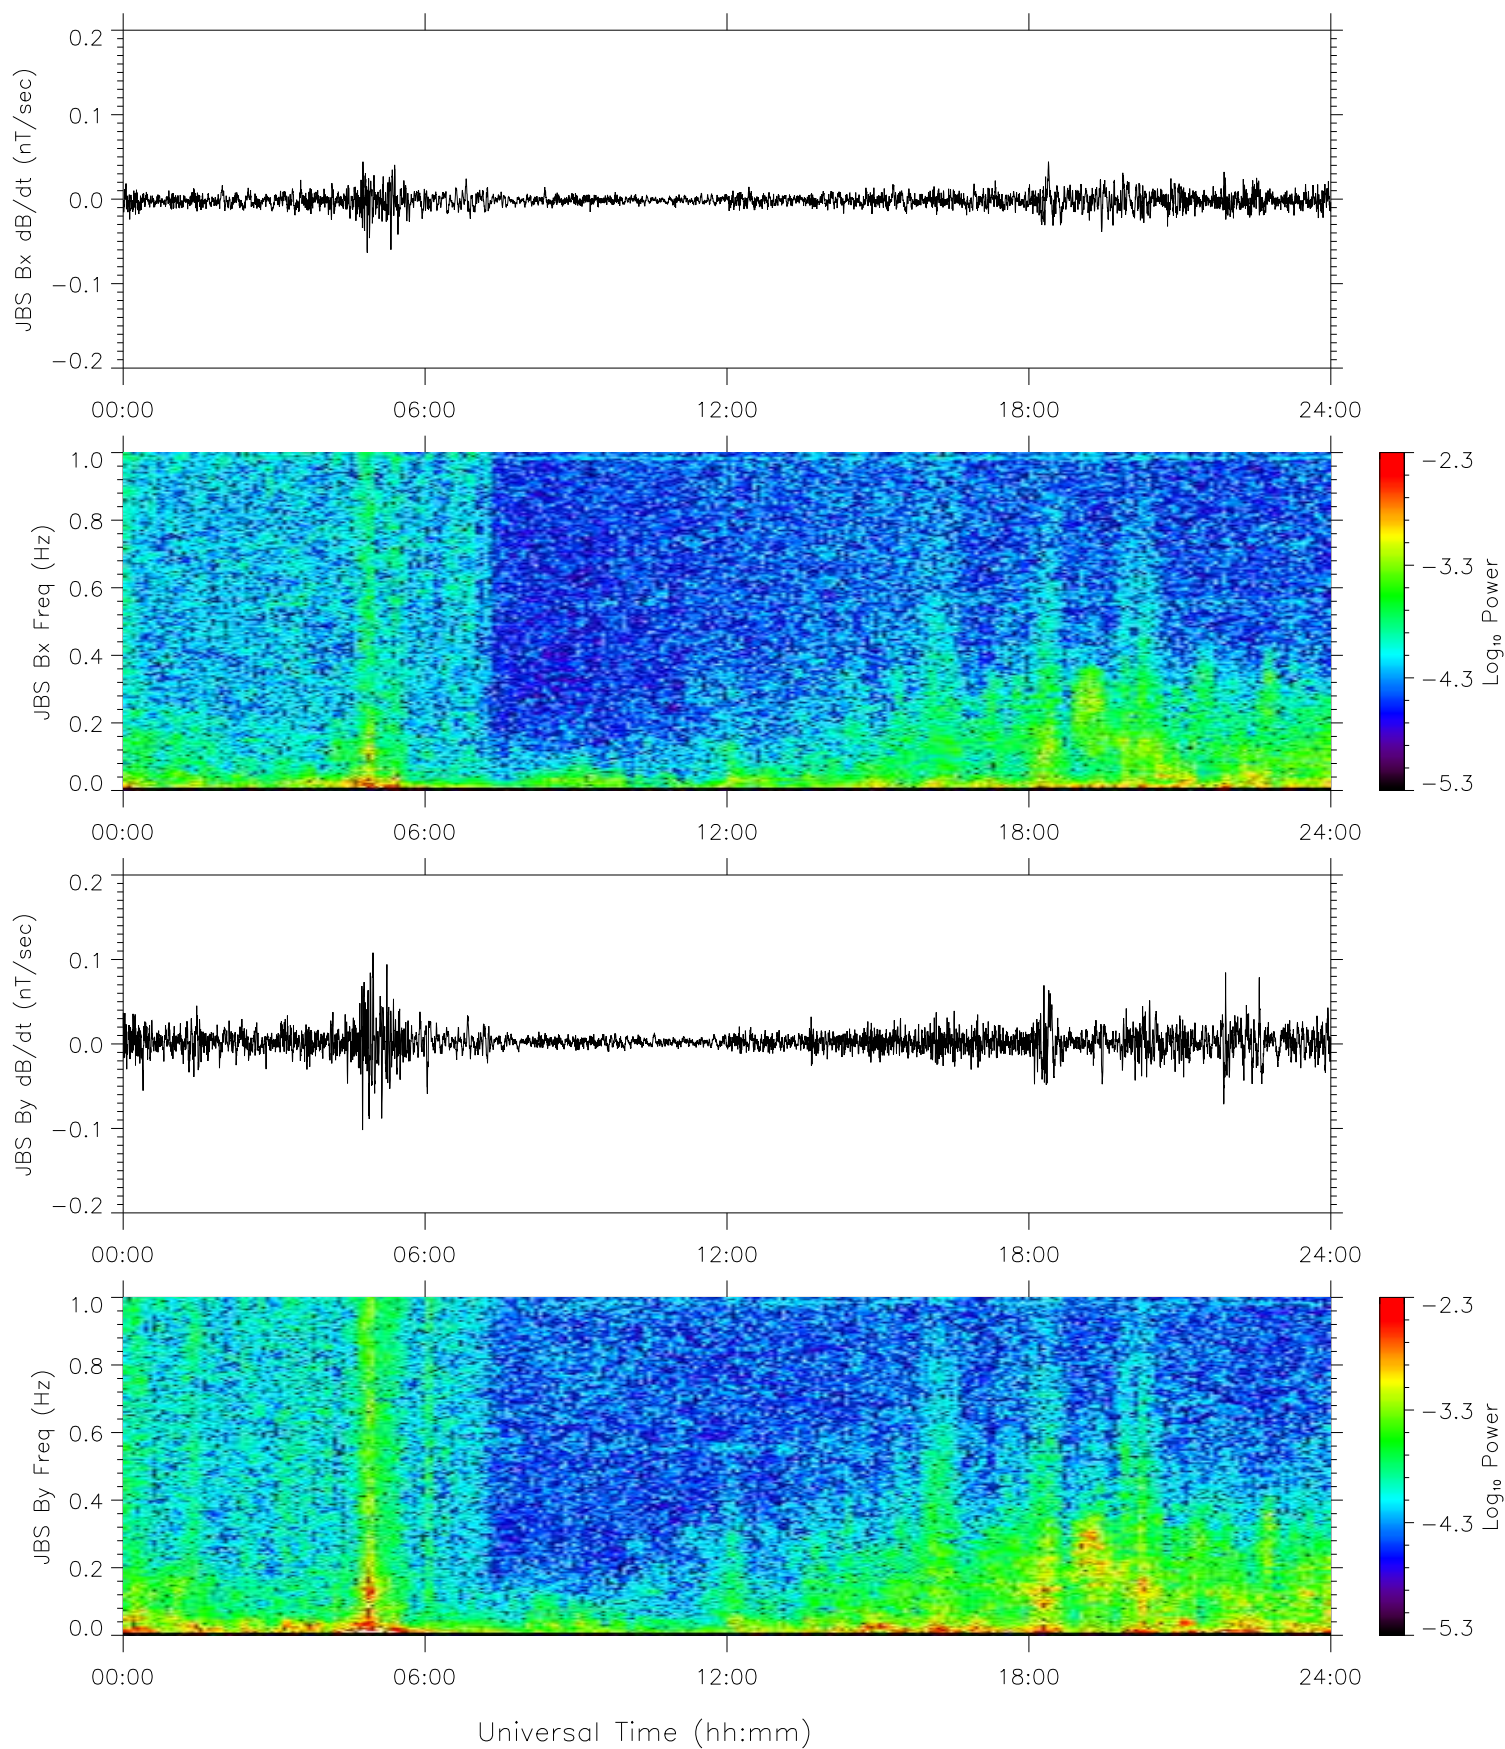 JBS Bx dB/dt (nT/sec)
0.2
0.1
0.0
−0.1
−0.2
00:00 06:00 12:00 18:00 24:00
JBS Bx Freq (Hz)
1.0
0.8
0.6
0.4
0.2
0.0
00:00 06:00 12:00 18:00 24:00
−2.3
−3.3
−4.3
−5.3
Log₁₀ Power
JBS By dB/dt (nT/sec)
0.2
0.1
0.0
−0.1
−0.2
00:00 06:00 12:00 18:00 24:00
JBS By Freq (Hz)
1.0
0.8
0.6
0.4
0.2
0.0
00:00 06:00 12:00 18:00 24:00
−2.3
−3.3
−4.3
−5.3
Log₁₀ Power
Universal Time (hh:mm)